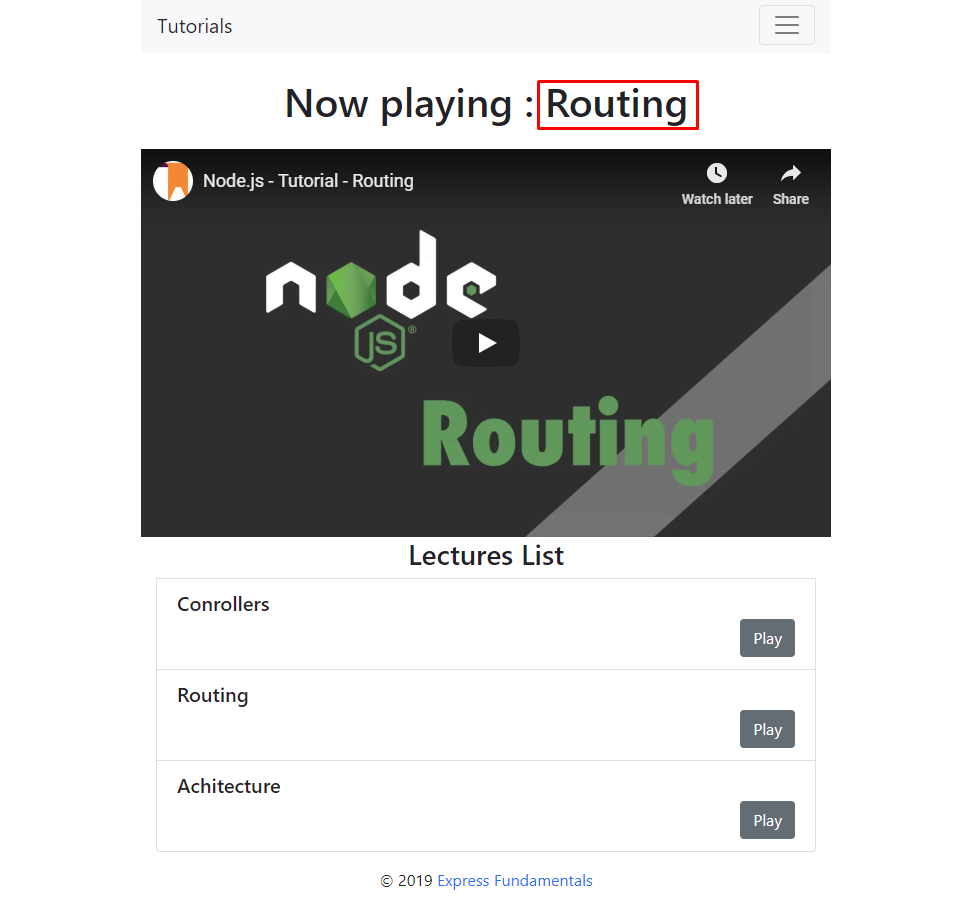 Tutorials
Now playing : Routing
Node.js - Tutorial - Routing
Watch later
Share
node
JS ®
Routing
Lectures List
Conrollers
Play
Routing
Play
Achitecture
Play
© 2019 Express Fundamentals